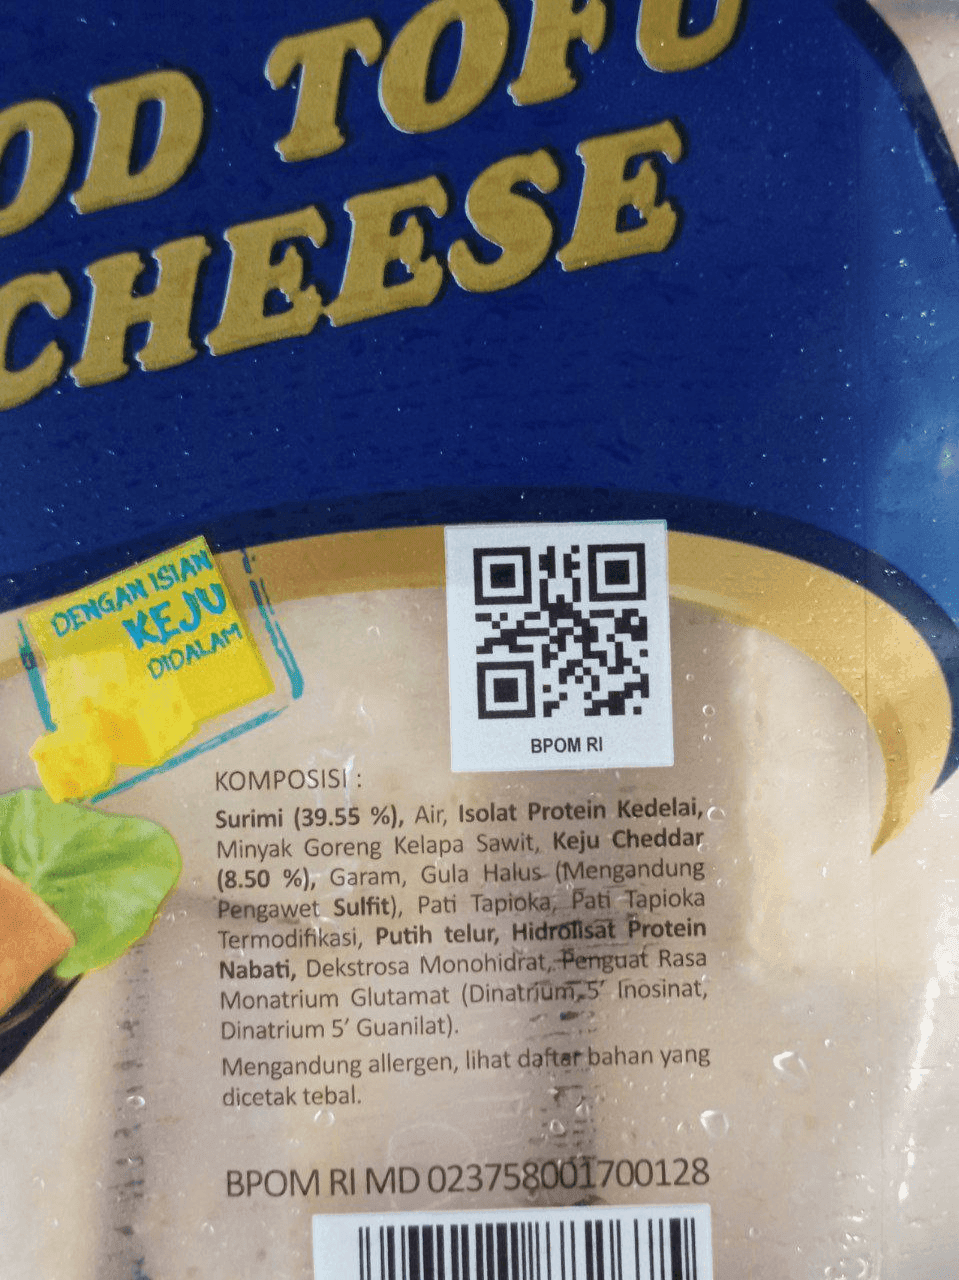 OD TOFU
CHEESE
DENGAN ISIAN
KEJU
DIDALAM
BPOM RI
KOMPOSISI :
Surimi (39.55 %), Air, Isolat Protein Kedelai,
Minyak Goreng Kelapa Sawit, Keju Cheddar
(8.50 %), Garam, Gula Halus (Mengandung
Pengawet Sulfit), Pati Tapioka, Pati Tapioka
Termodifikasi, Putih telur, Hidrolisat Protein
Nabati, Dekstrosa Monohidrat, Penguat Rasa
Monatrium Glutamat (Dinatrium 5’ Inosinat,
Dinatrium 5’ Guanilat).
Mengandung allergen, lihat daftar bahan yang
dicetak tebal.
BPOM RI MD 023758001700128